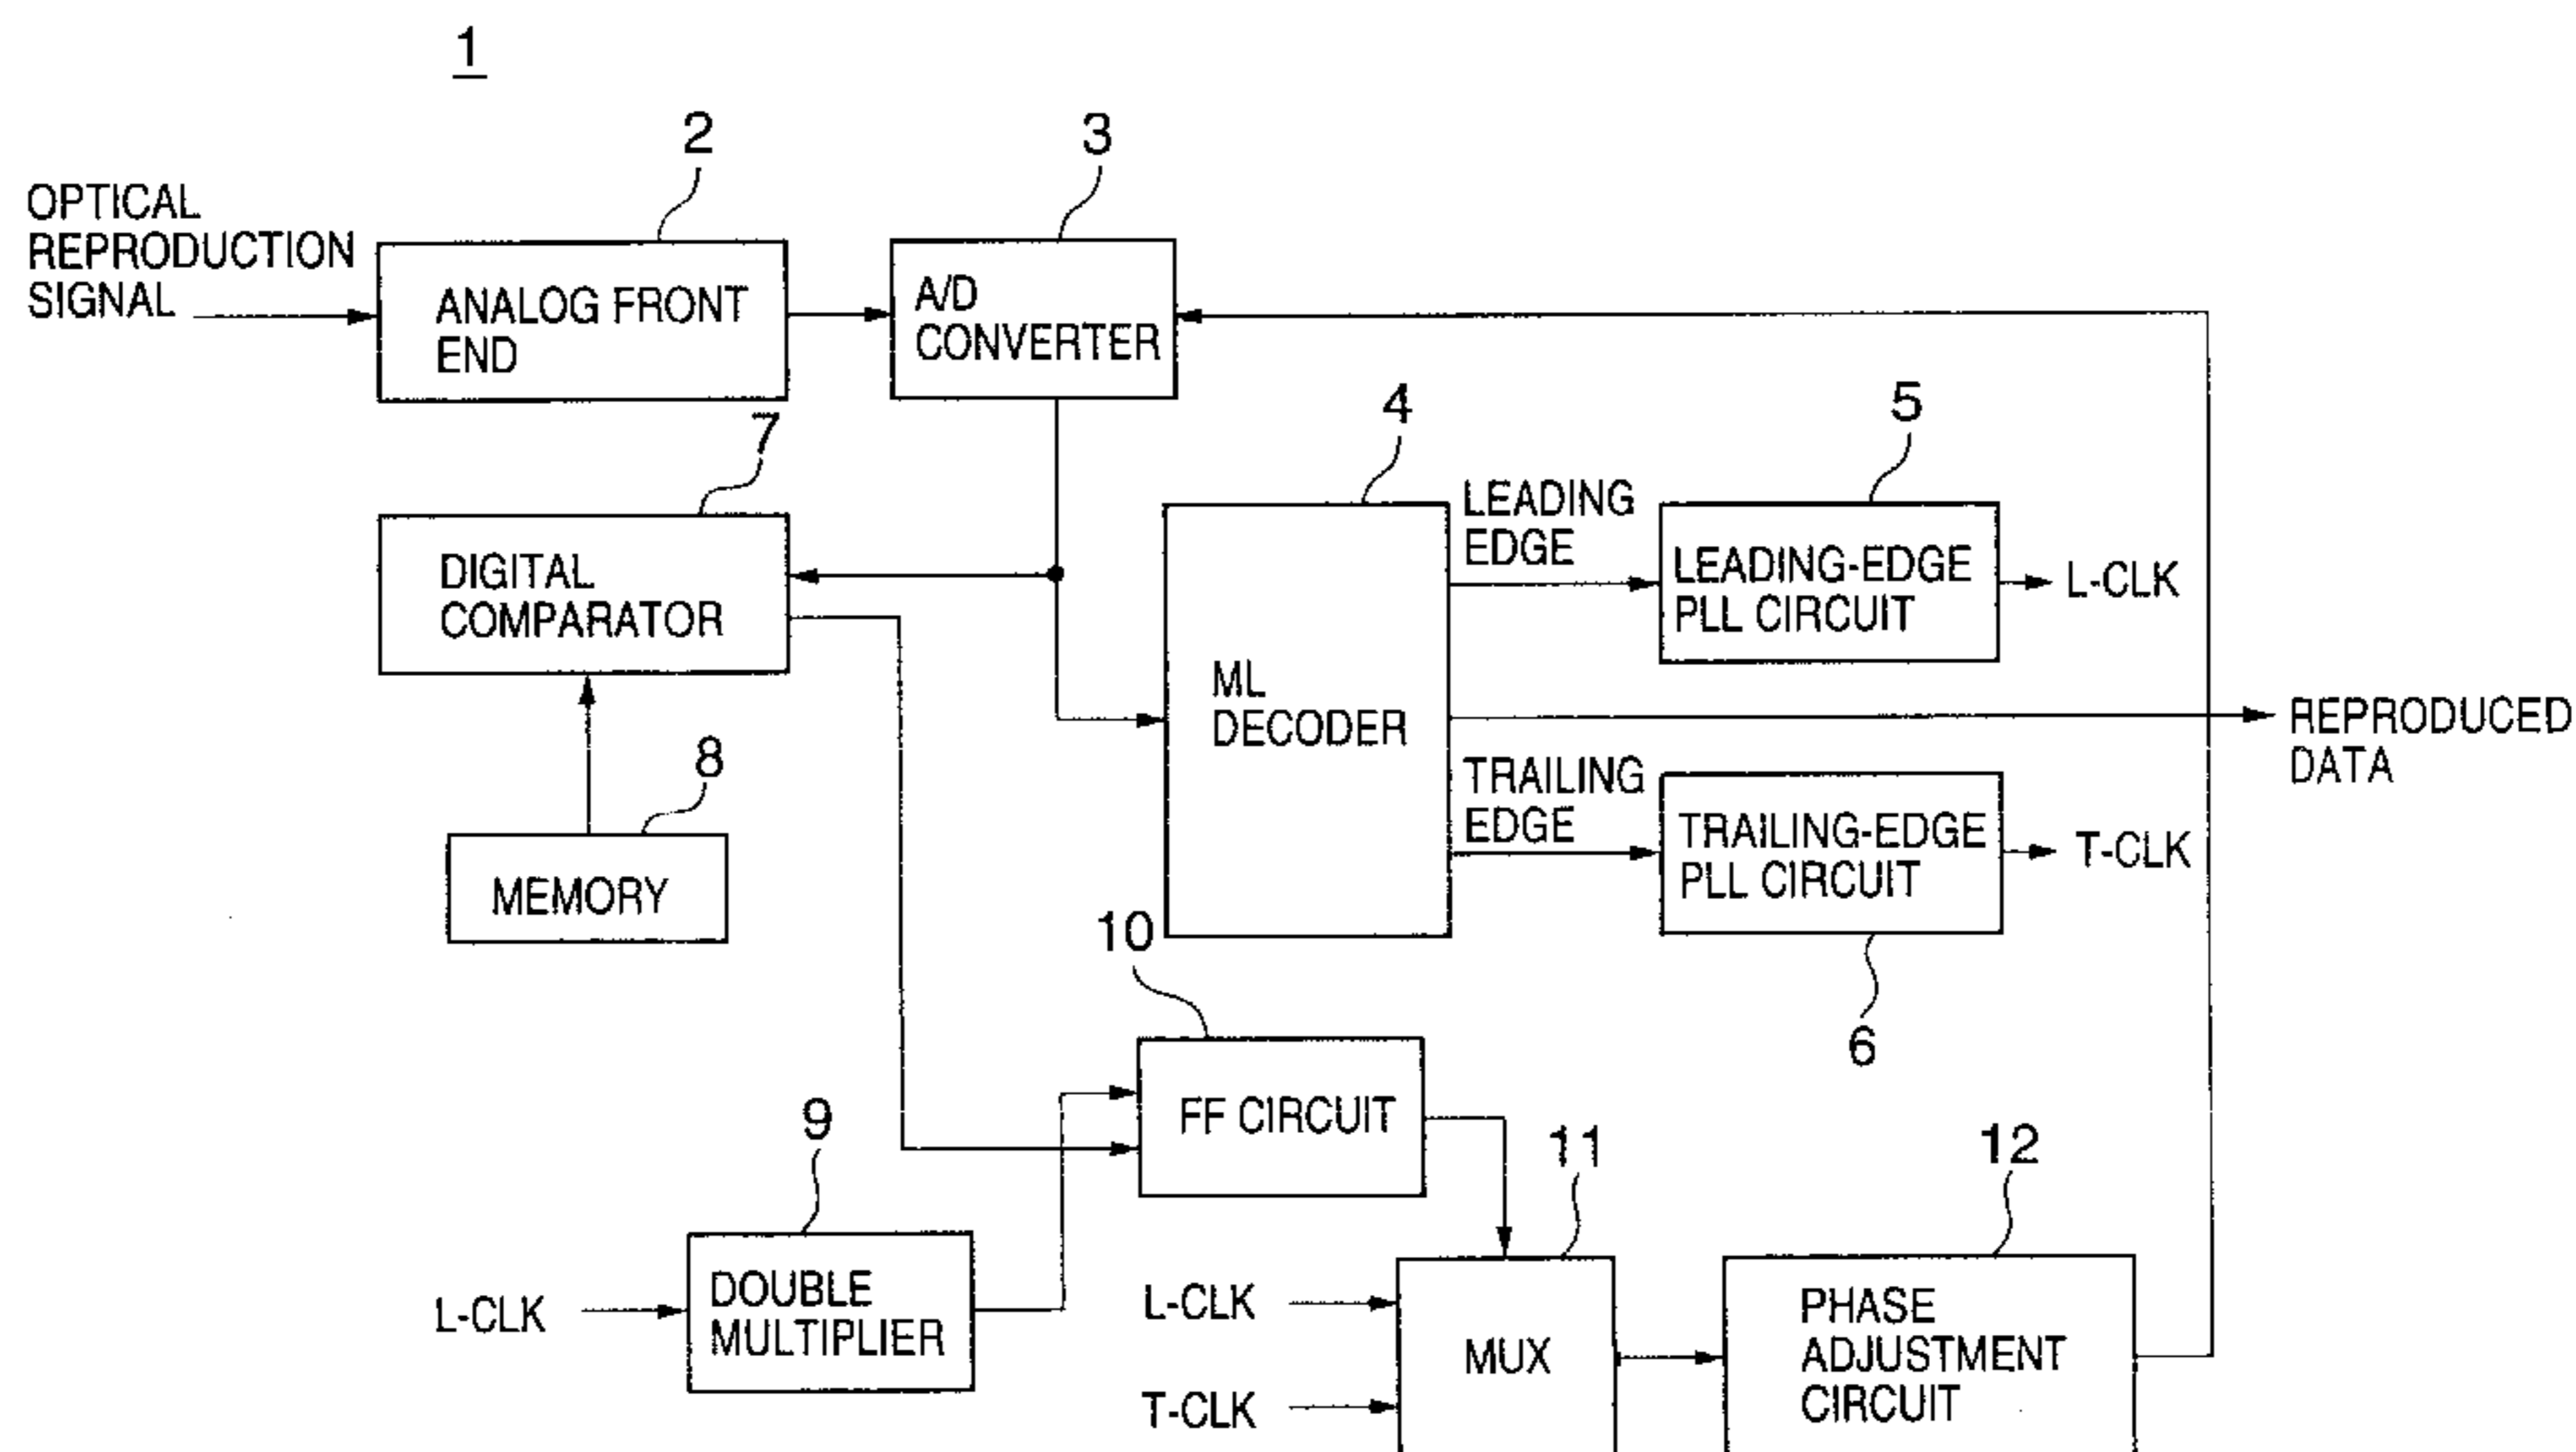 1
2
3
OPTICAL
REPRODUCTION
SIGNAL
ANALOG FRONT
END
A/D
CONVERTER
4
5
7
LEADING
EDGE
LEADING-EDGE
PLL CIRCUIT
L-CLK
DIGITAL
COMPARATOR
ML
DECODER
REPRODUCED
DATA
8
TRAILING
EDGE
TRAILING-EDGE
PLL CIRCUIT
T-CLK
MEMORY
10
6
FF CIRCUIT
9
11
12
L-CLK
DOUBLE
MULTIPLIER
L-CLK
T-CLK
MUX
PHASE
ADJUSTMENT
CIRCUIT